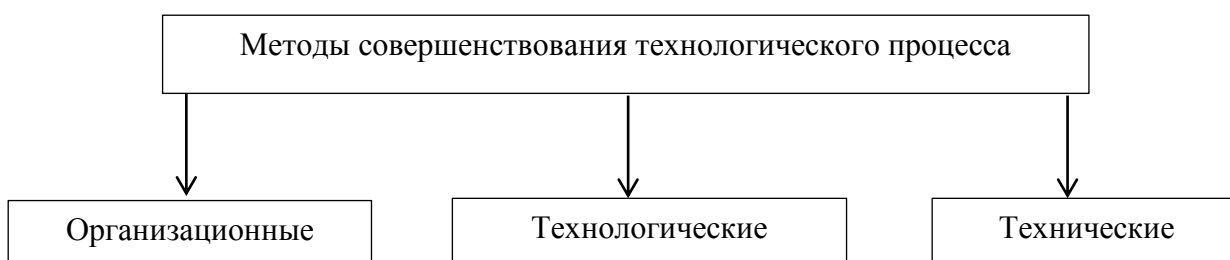 Методы совершенствования технологического процесса
Организационные
Технологические
Технические